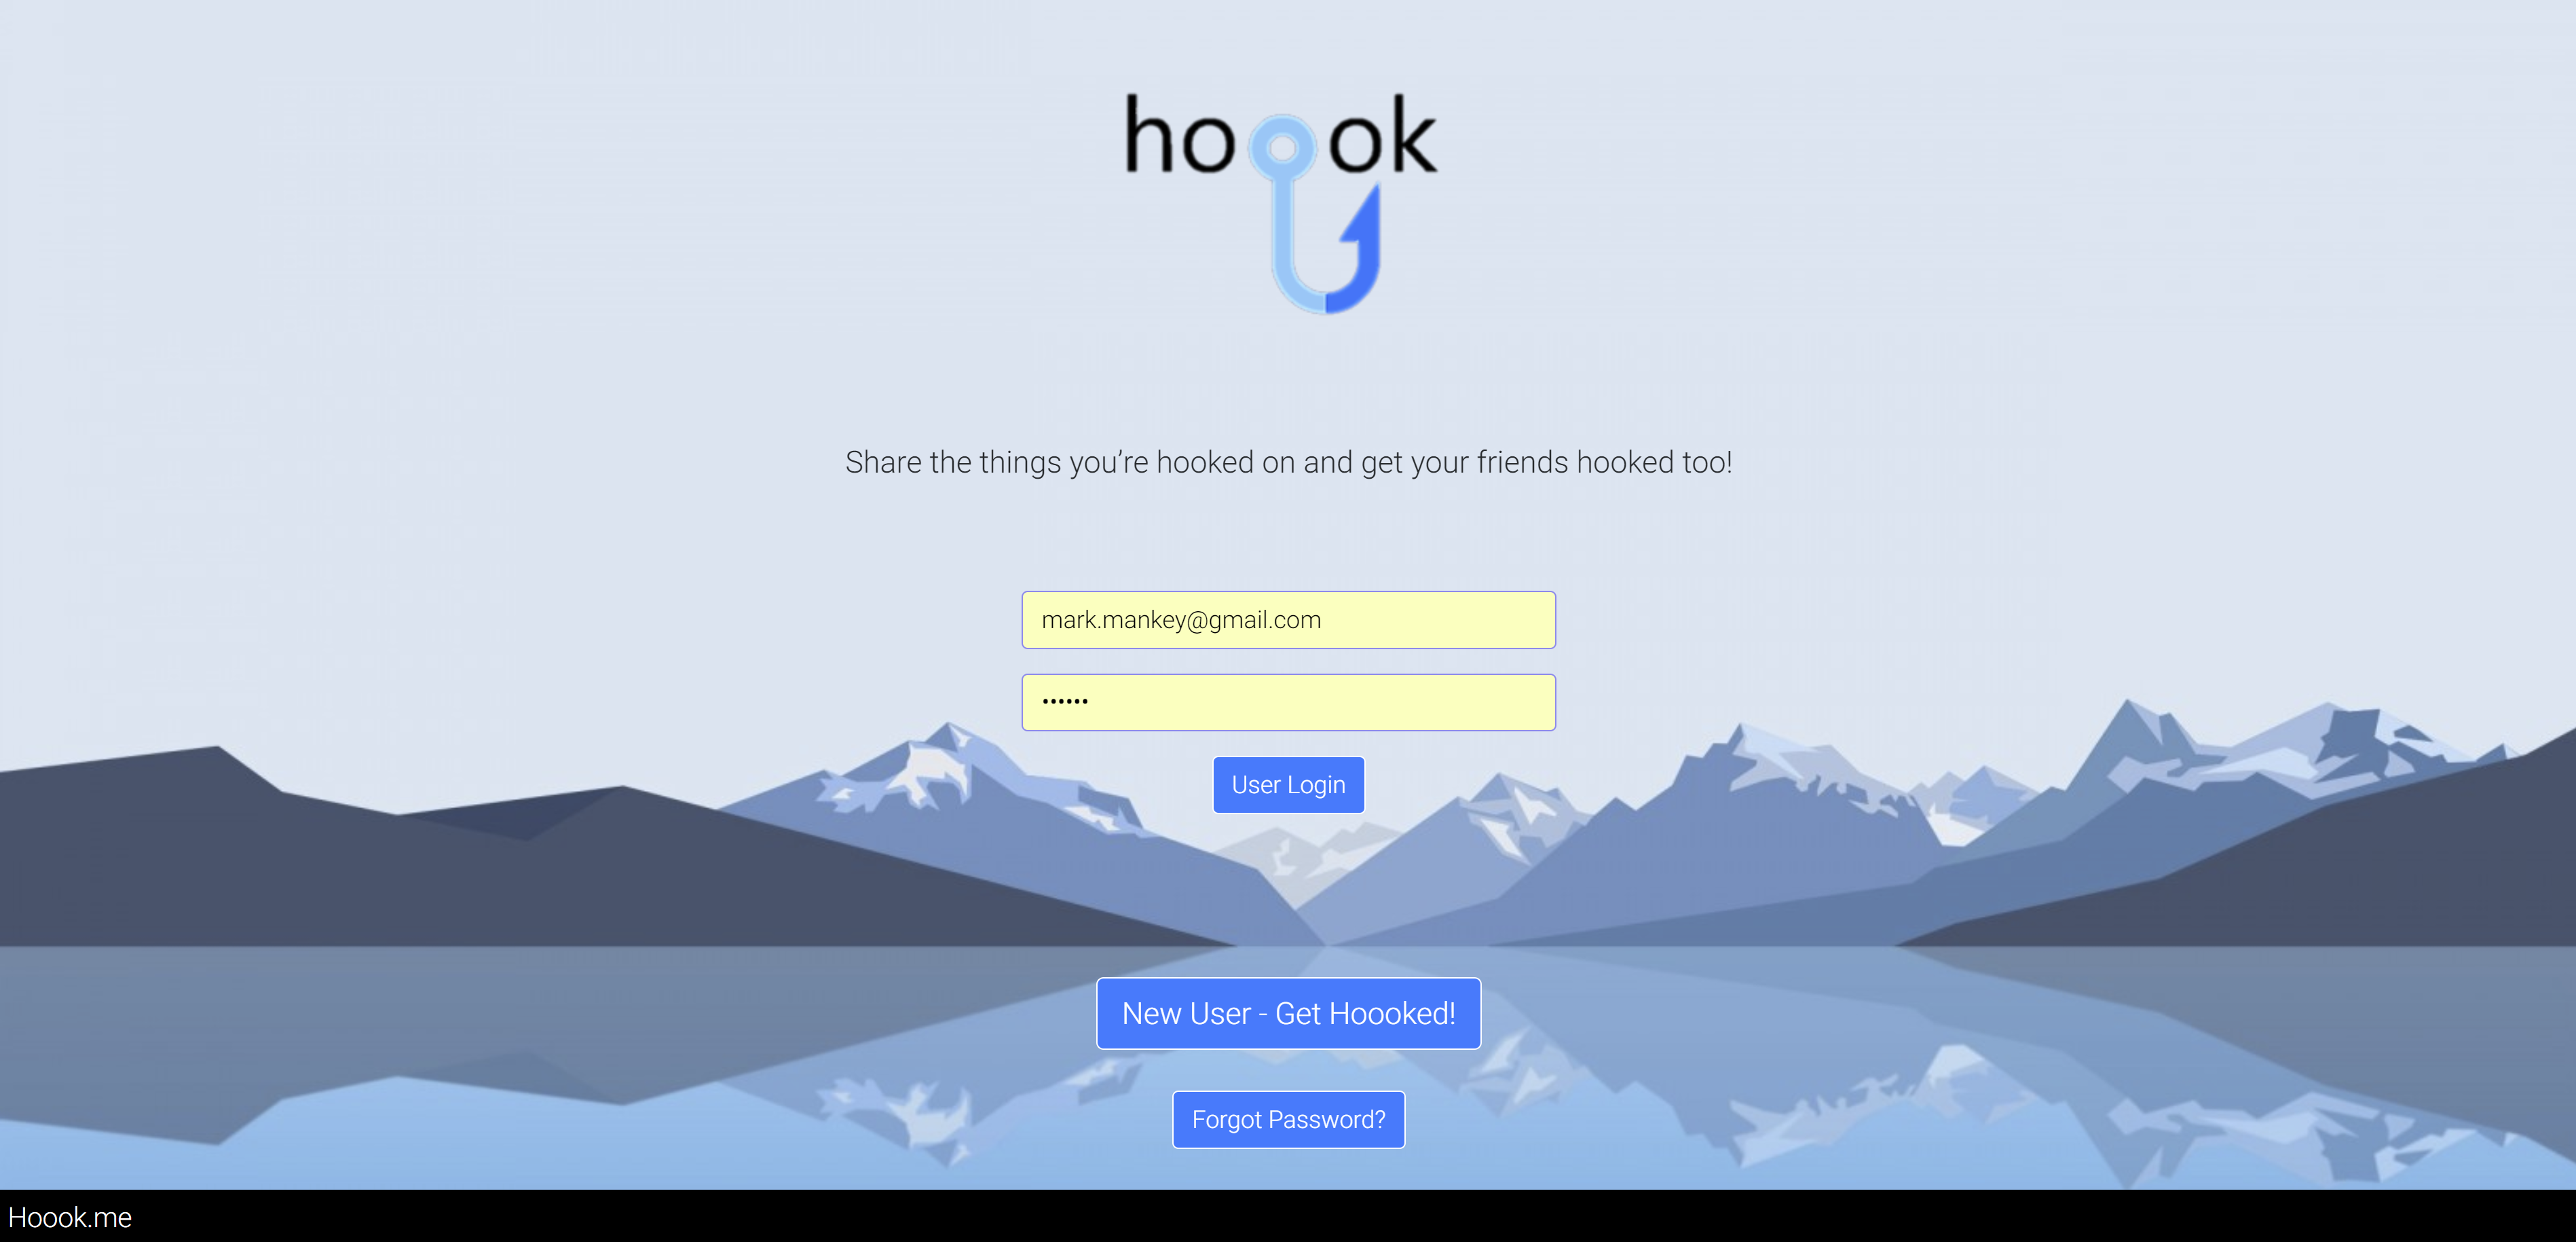 hoook
Share the things you’re hooked on and get your friends hooked too!
mark.mankey@gmail.com
••••••
User Login
New User - Get Hoooked!
Forgot Password?
Hoook.me